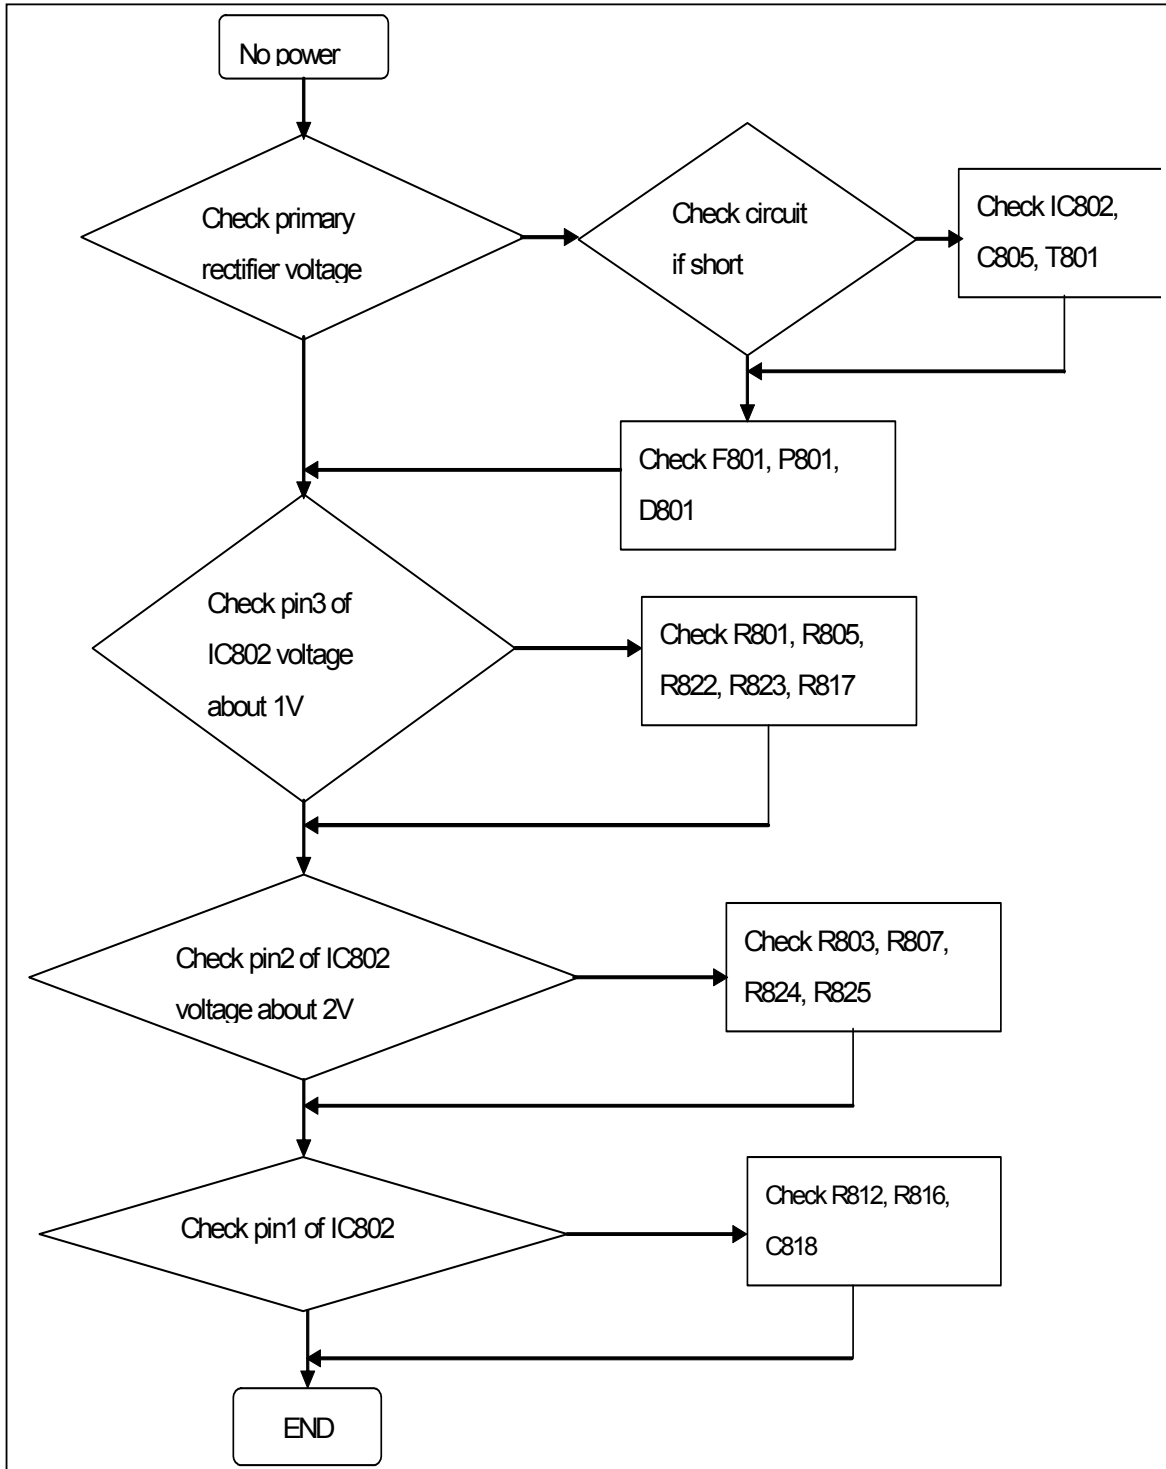 No power
Check primary
rectifier voltage
Check circuit
if short
Check IC802,
C805, T801
Check F801, P801,
D801
Check pin3 of
IC802 voltage
about 1V
Check R801, R805,
R822, R823, R817
Check pin2 of IC802
voltage about 2V
Check R803, R807,
R824, R825
Check pin1 of IC802
Check R812, R816,
C818
END